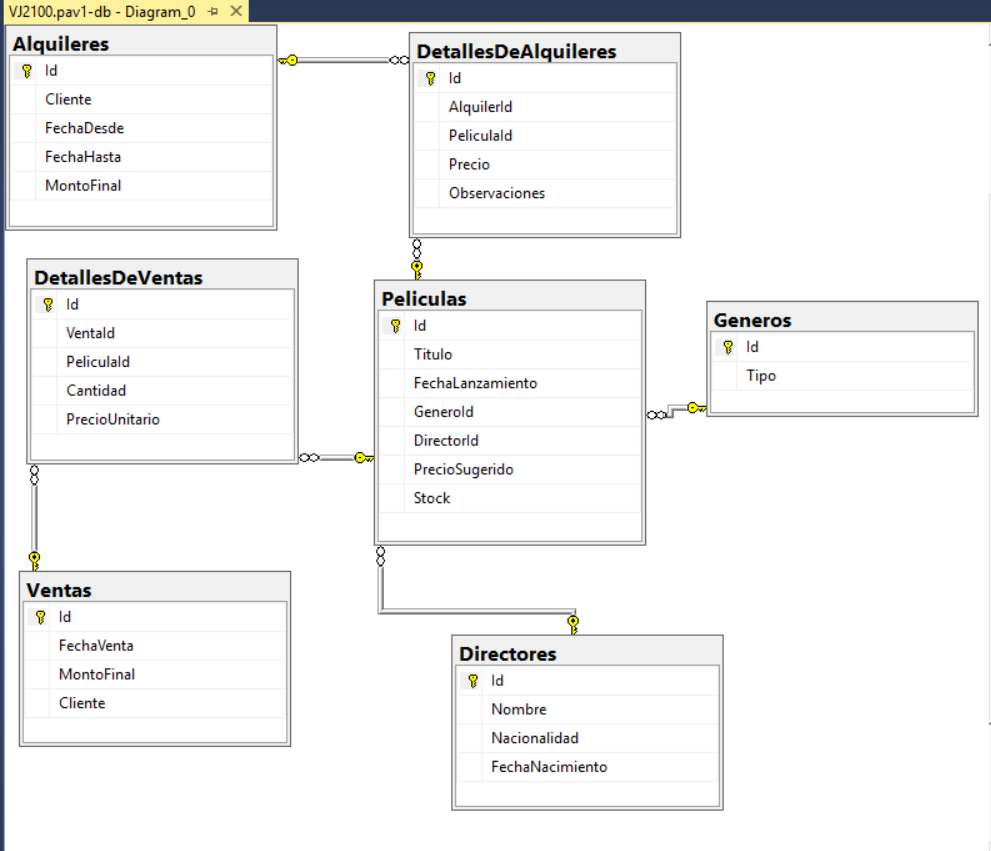 VJ2100.pav1-db - Diagram_0
Alquileres
Id
Cliente
FechaDesde
FechaHasta
MontoFinal
DetallesDeAlquileres
Id
AlquilerId
PeliculaId
Precio
Observaciones
DetallesDeVentas
Id
VentaId
PeliculaId
Cantidad
PrecioUnitario
Peliculas
Id
Titulo
FechaLanzamiento
GeneroId
DirectorId
PrecioSugerido
Stock
Generos
Id
Tipo
Ventas
Id
FechaVenta
MontoFinal
Cliente
Directores
Id
Nombre
Nacionalidad
FechaNacimiento